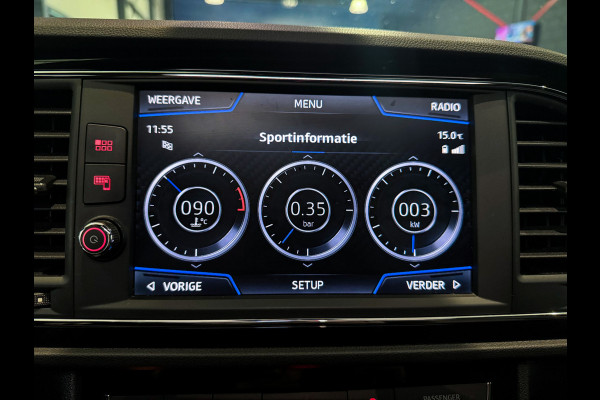 WEERGAVE MENU RADIO
11:55 15.0℃
Sportinformatie
090 0.35 003
°C bar kW
VORIGE SETUP VERDER
PASSENGER